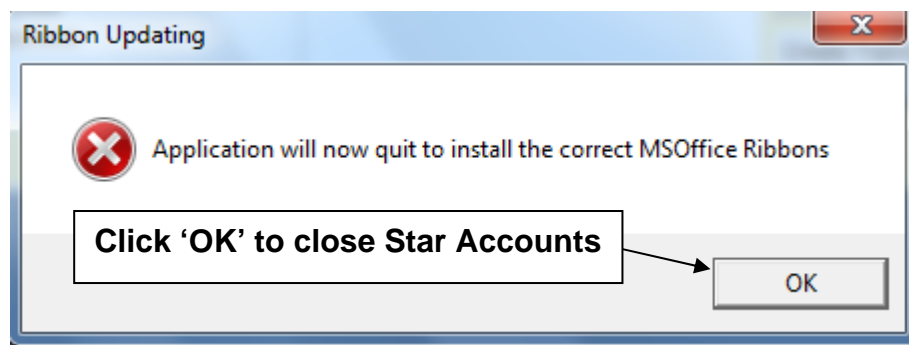 Ribbon Updating
Application will now quit to install the correct MSOffice Ribbons
Click ‘OK’ to close Star Accounts
OK